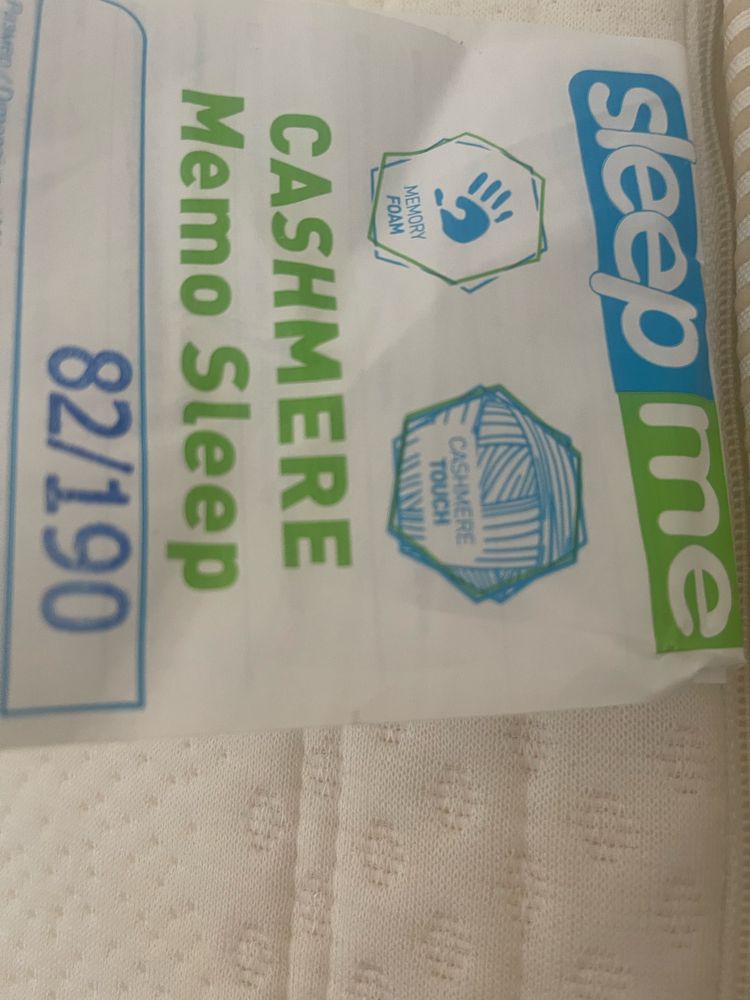 sleep me
MEMORY
FOAM
CASHMERE
TOUCH
CASHMERE
Memo Sleep
82/190